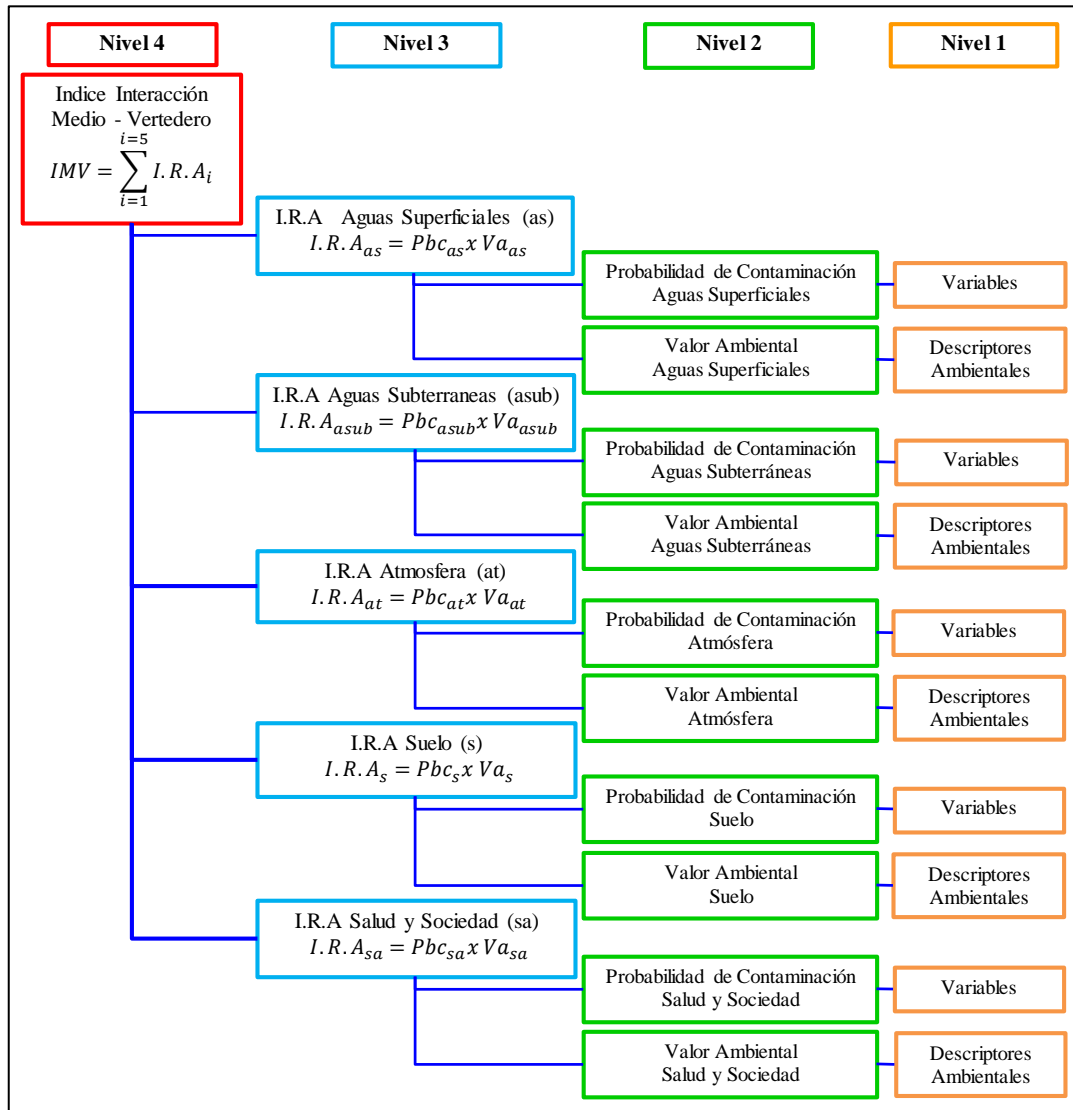 Nivel 4
Nivel 3
Nivel 2
Nivel 1
Indice Interacción
Medio - Vertedero
i=5
IMV = ∑ I.R.A_i
i=1
I.R.A Aguas Superficiales (as)
I.R.A_as = Pbc_as x Va_as
Probabilidad de Contaminación
Aguas Superficiales
Variables
Valor Ambiental
Aguas Superficiales
Descriptores
Ambientales
I.R.A Aguas Subterraneas (asub)
I.R.A_asub = Pbc_asub x Va_asub
Probabilidad de Contaminación
Aguas Subterráneas
Variables
Valor Ambiental
Aguas Subterráneas
Descriptores
Ambientales
I.R.A Atmosfera (at)
I.R.A_at = Pbc_at x Va_at
Probabilidad de Contaminación
Atmósfera
Variables
Valor Ambiental
Atmósfera
Descriptores
Ambientales
I.R.A Suelo (s)
I.R.A_s = Pbc_s x Va_s
Probabilidad de Contaminación
Suelo
Variables
Valor Ambiental
Suelo
Descriptores
Ambientales
I.R.A Salud y Sociedad (sa)
I.R.A_sa = Pbc_sa x Va_sa
Probabilidad de Contaminación
Salud y Sociedad
Variables
Valor Ambiental
Salud y Sociedad
Descriptores
Ambientales